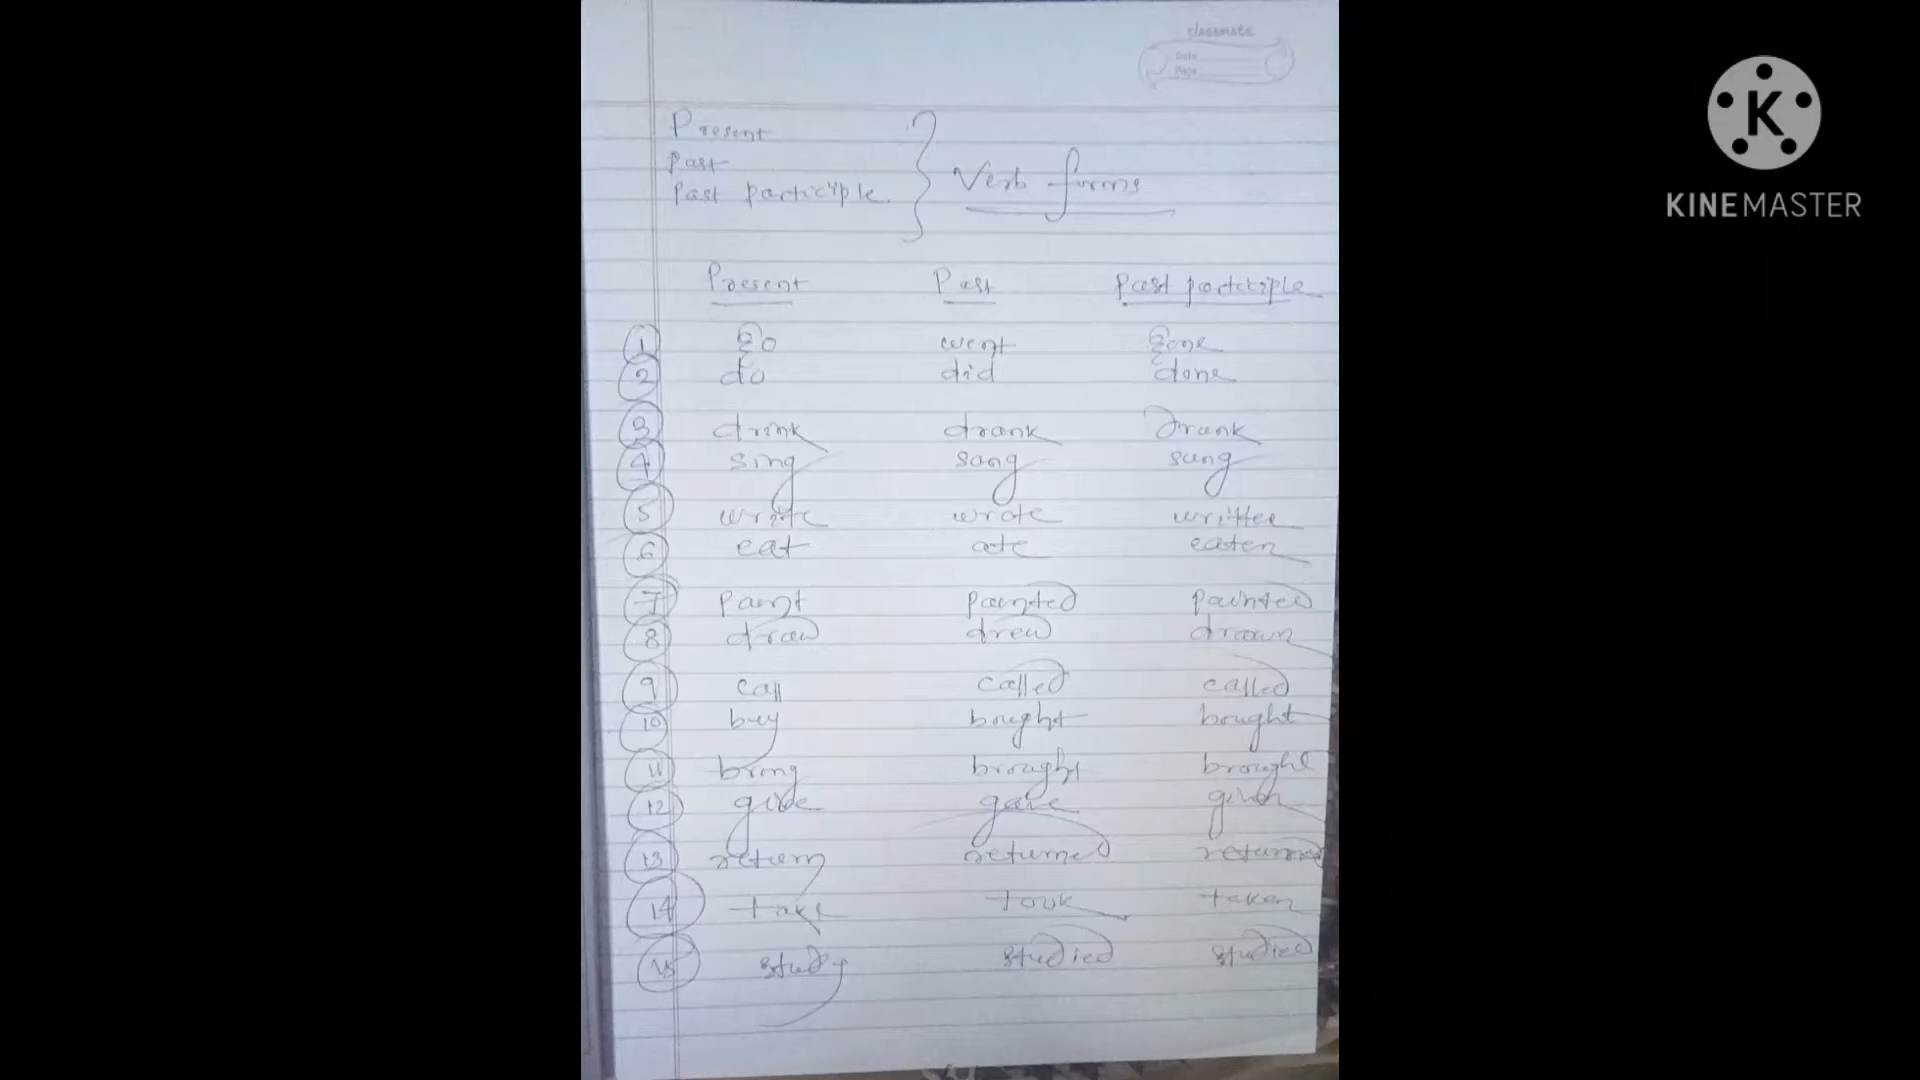 classmate
Date
Page
Present
Past
Past participle.
Verb forms
Present Past Past participle
1 go went gone
2 do did done
3 drink drank drunk
4 sing sang sung
5 write wrote written
6 eat ate eaten
7 paint painted painted
8 draw drew drawn
9 call called called
10 buy bought bought
11 bring brought brought
12 give gave given
13 return returned returned
14 take took taken
15 study studied studied
K
KINEMASTER